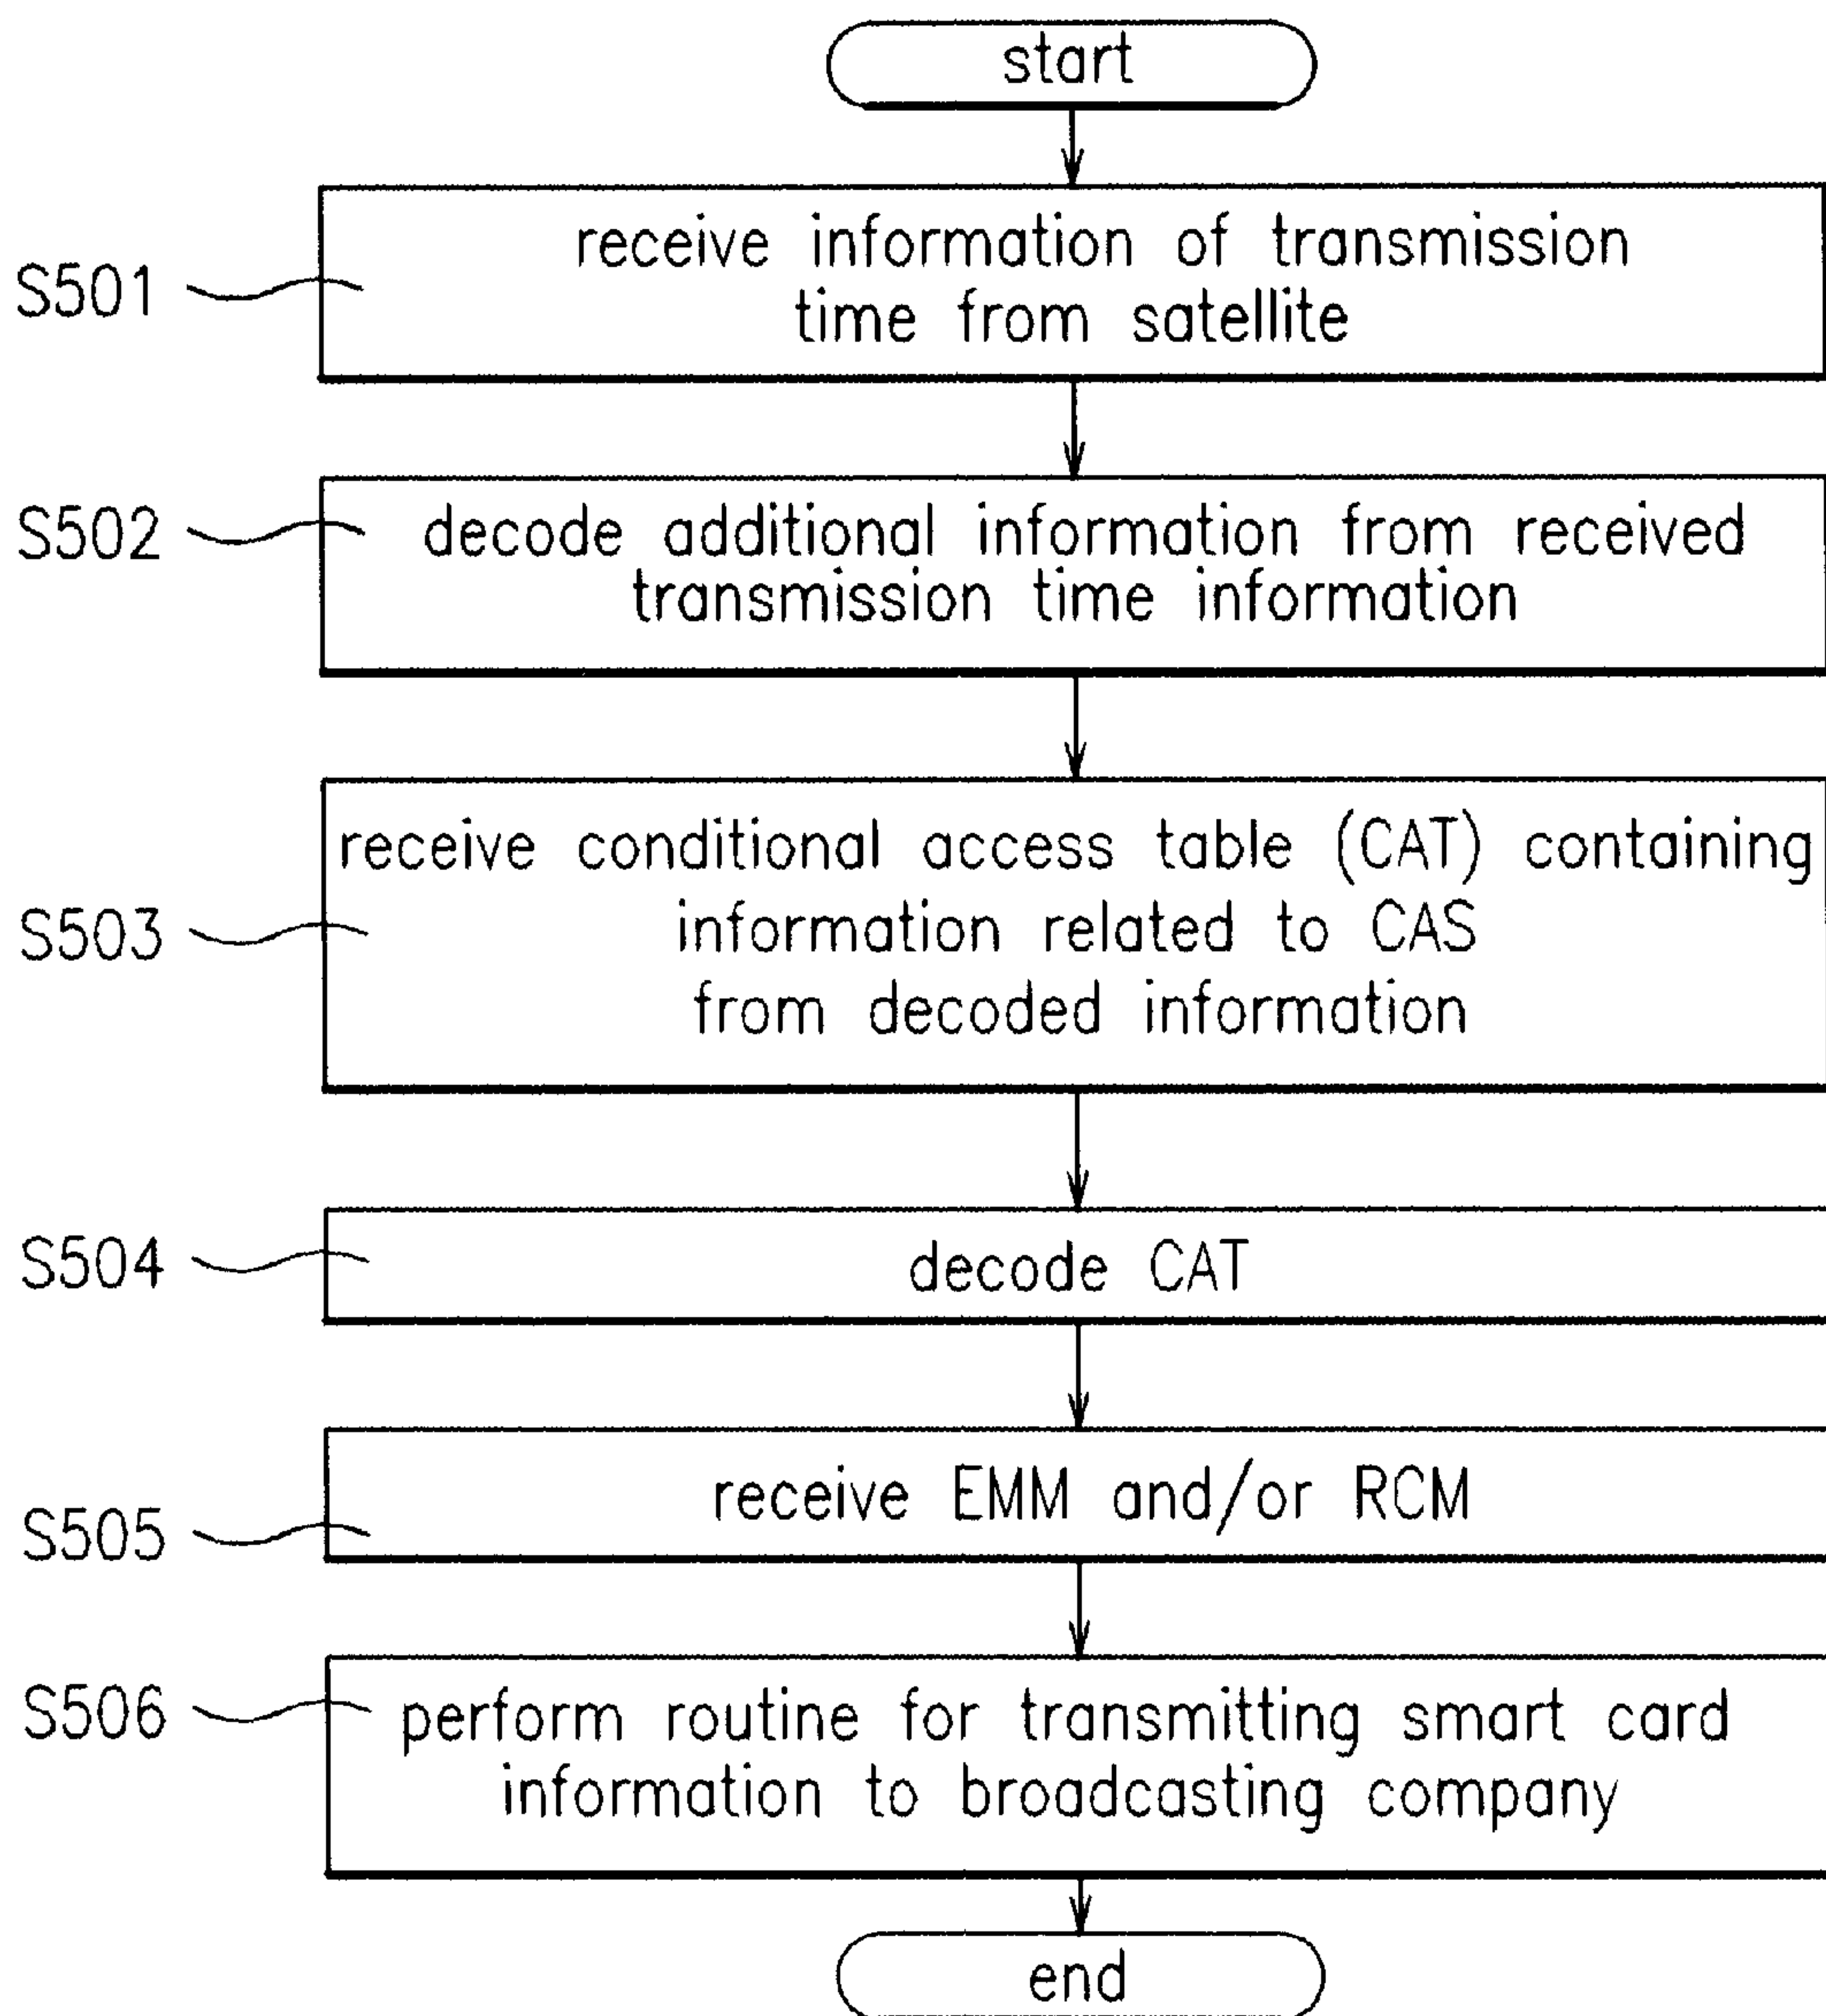 start
S501
receive information of transmission
time from satellite
S502
decode additional information from received
transmission time information
S503
receive conditional access table (CAT) containing
information related to CAS
from decoded information
S504
decode CAT
S505
receive EMM and/or RCM
S506
perform routine for transmitting smart card
information to broadcasting company
end